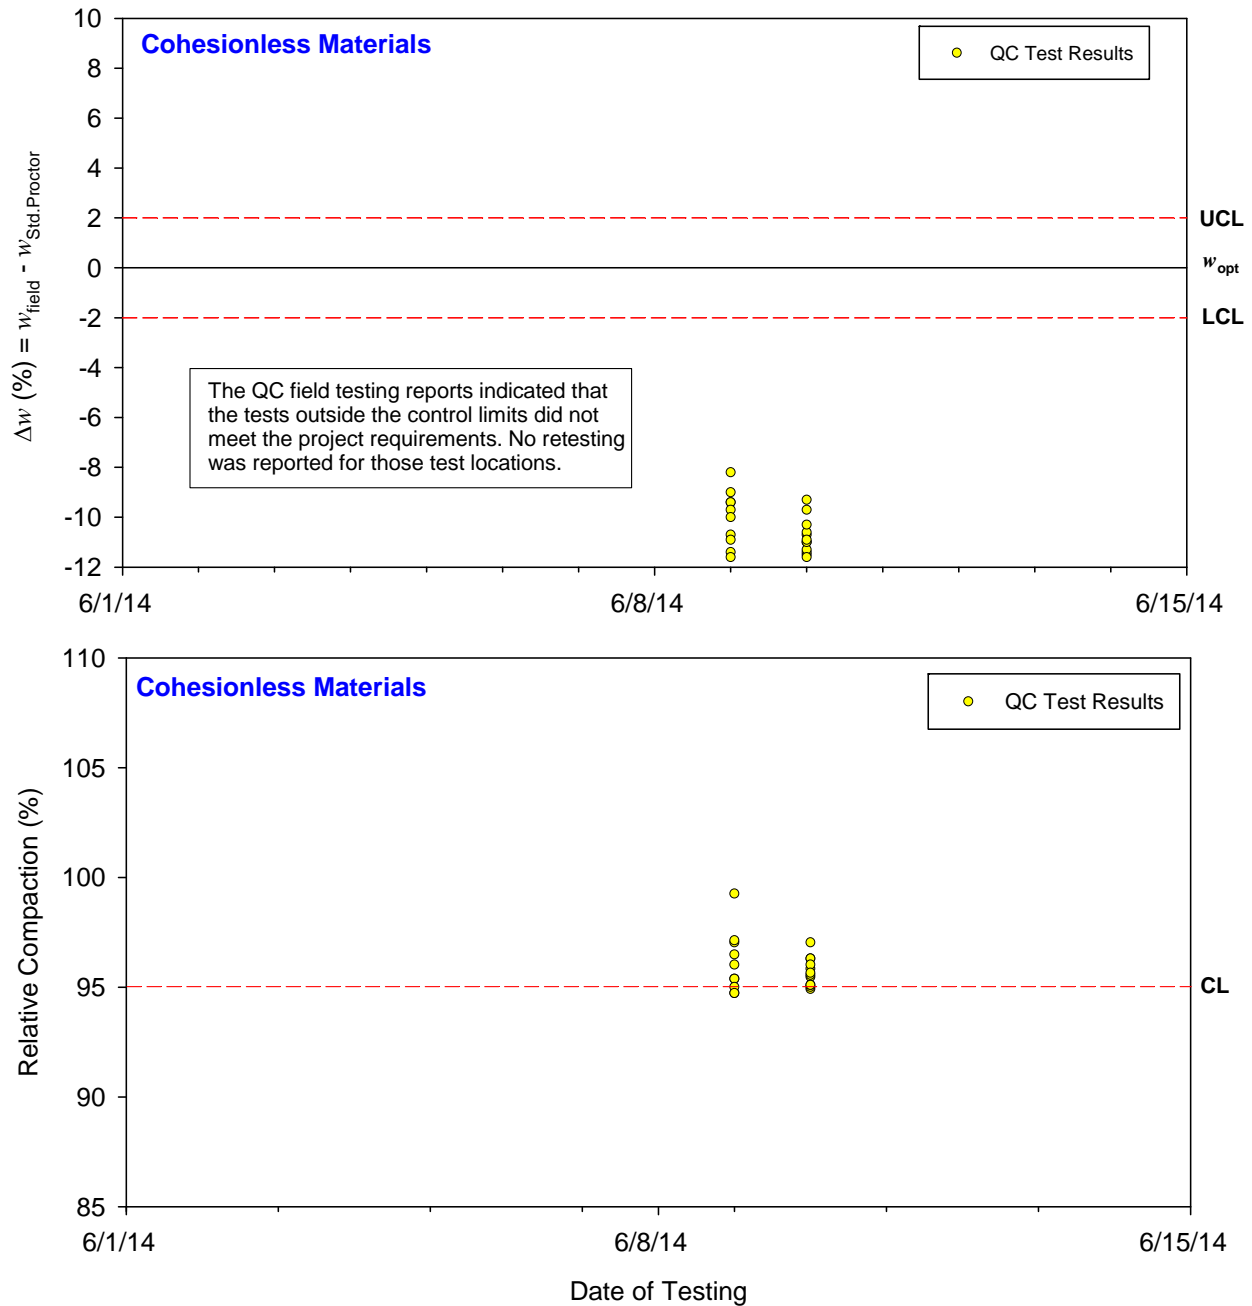 10
8
6
4
2
0
-2
-4
-6
-8
-10
-12
Δw (%) = wfield - wStd.Proctor
Cohesionless Materials
QC Test Results
UCL
wopt
LCL
The QC field testing reports indicated that
the tests outside the control limits did not
meet the project requirements. No retesting
was reported for those test locations.
6/1/14 6/8/14 6/15/14
110
105
100
95
90
85
Relative Compaction (%)
Cohesionless Materials
QC Test Results
CL
6/1/14 6/8/14 6/15/14
Date of Testing